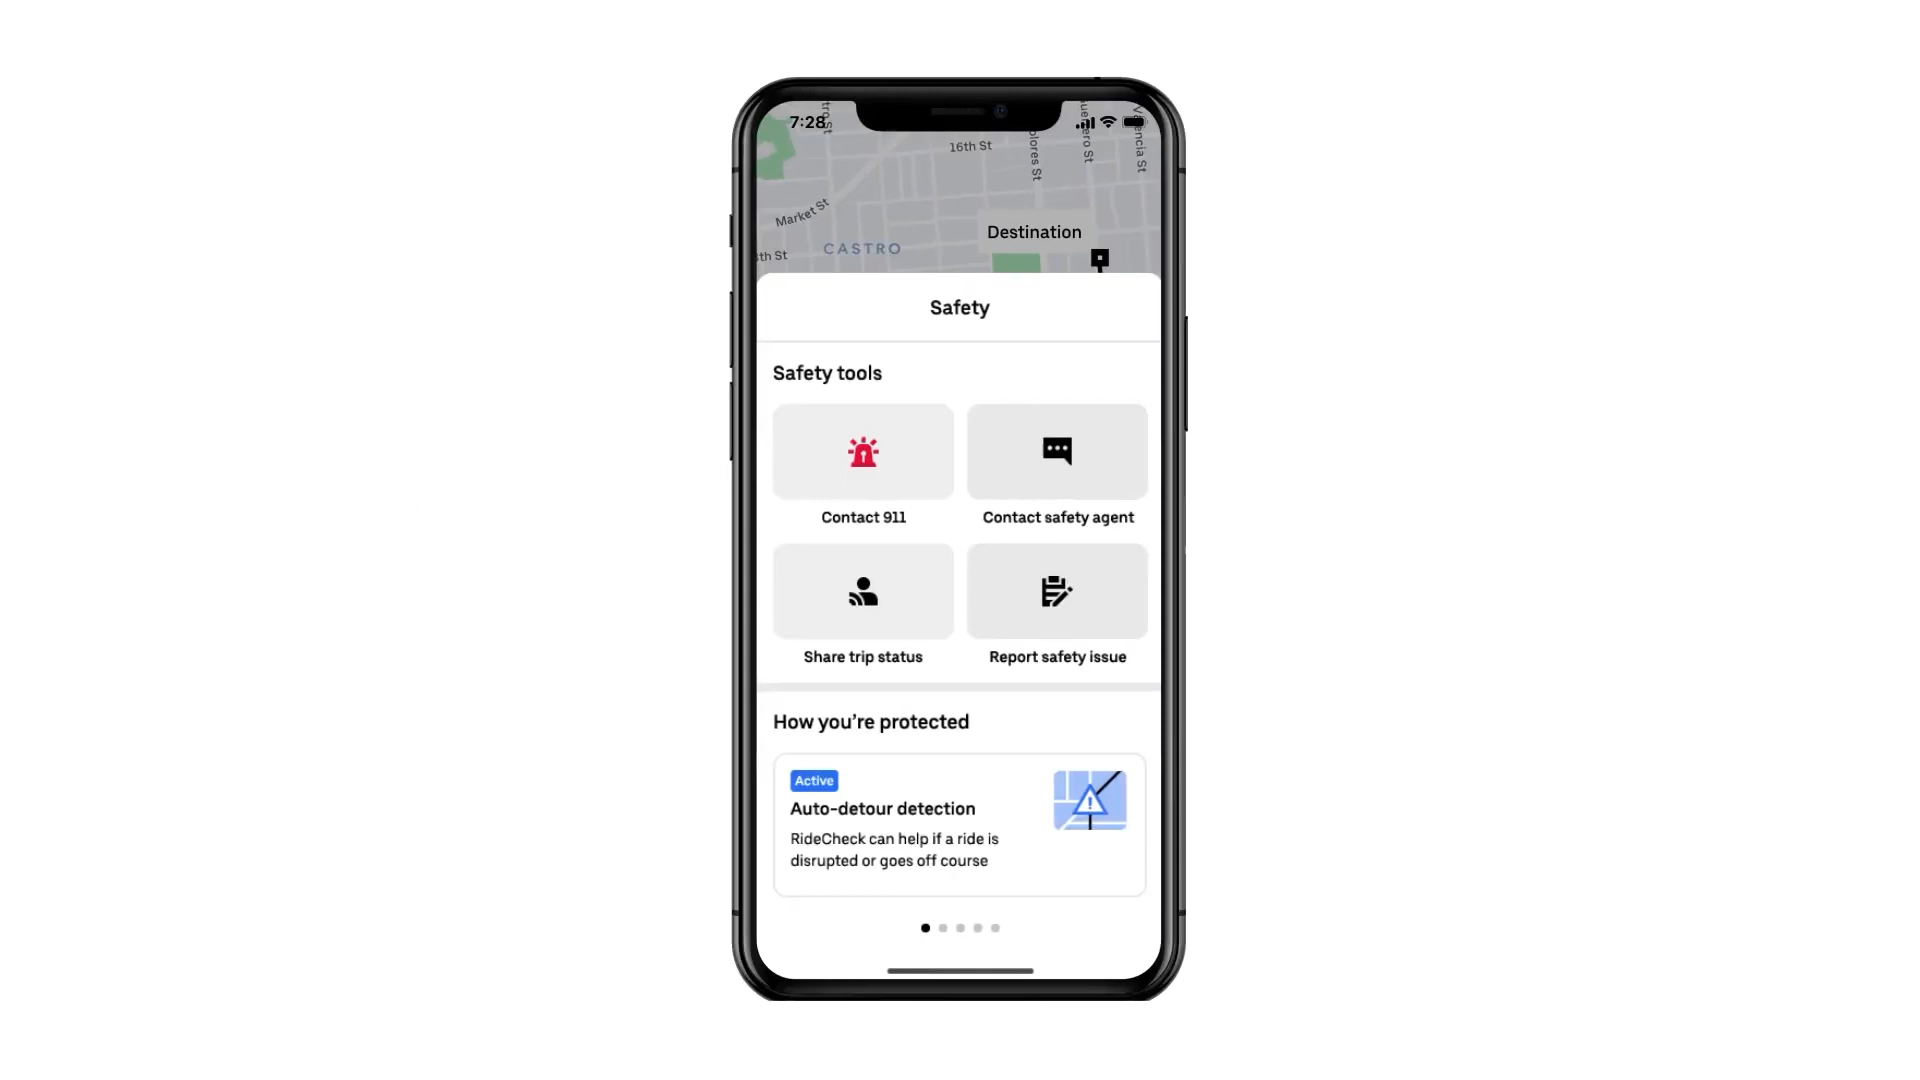 7:28
16th St
Market St
CASTRO
Destination
Safety
Safety tools
Contact 911
Contact safety agent
Share trip status
Report safety issue
How you're protected
Active
Auto-detour detection
RideCheck can help if a ride is
disrupted or goes off course